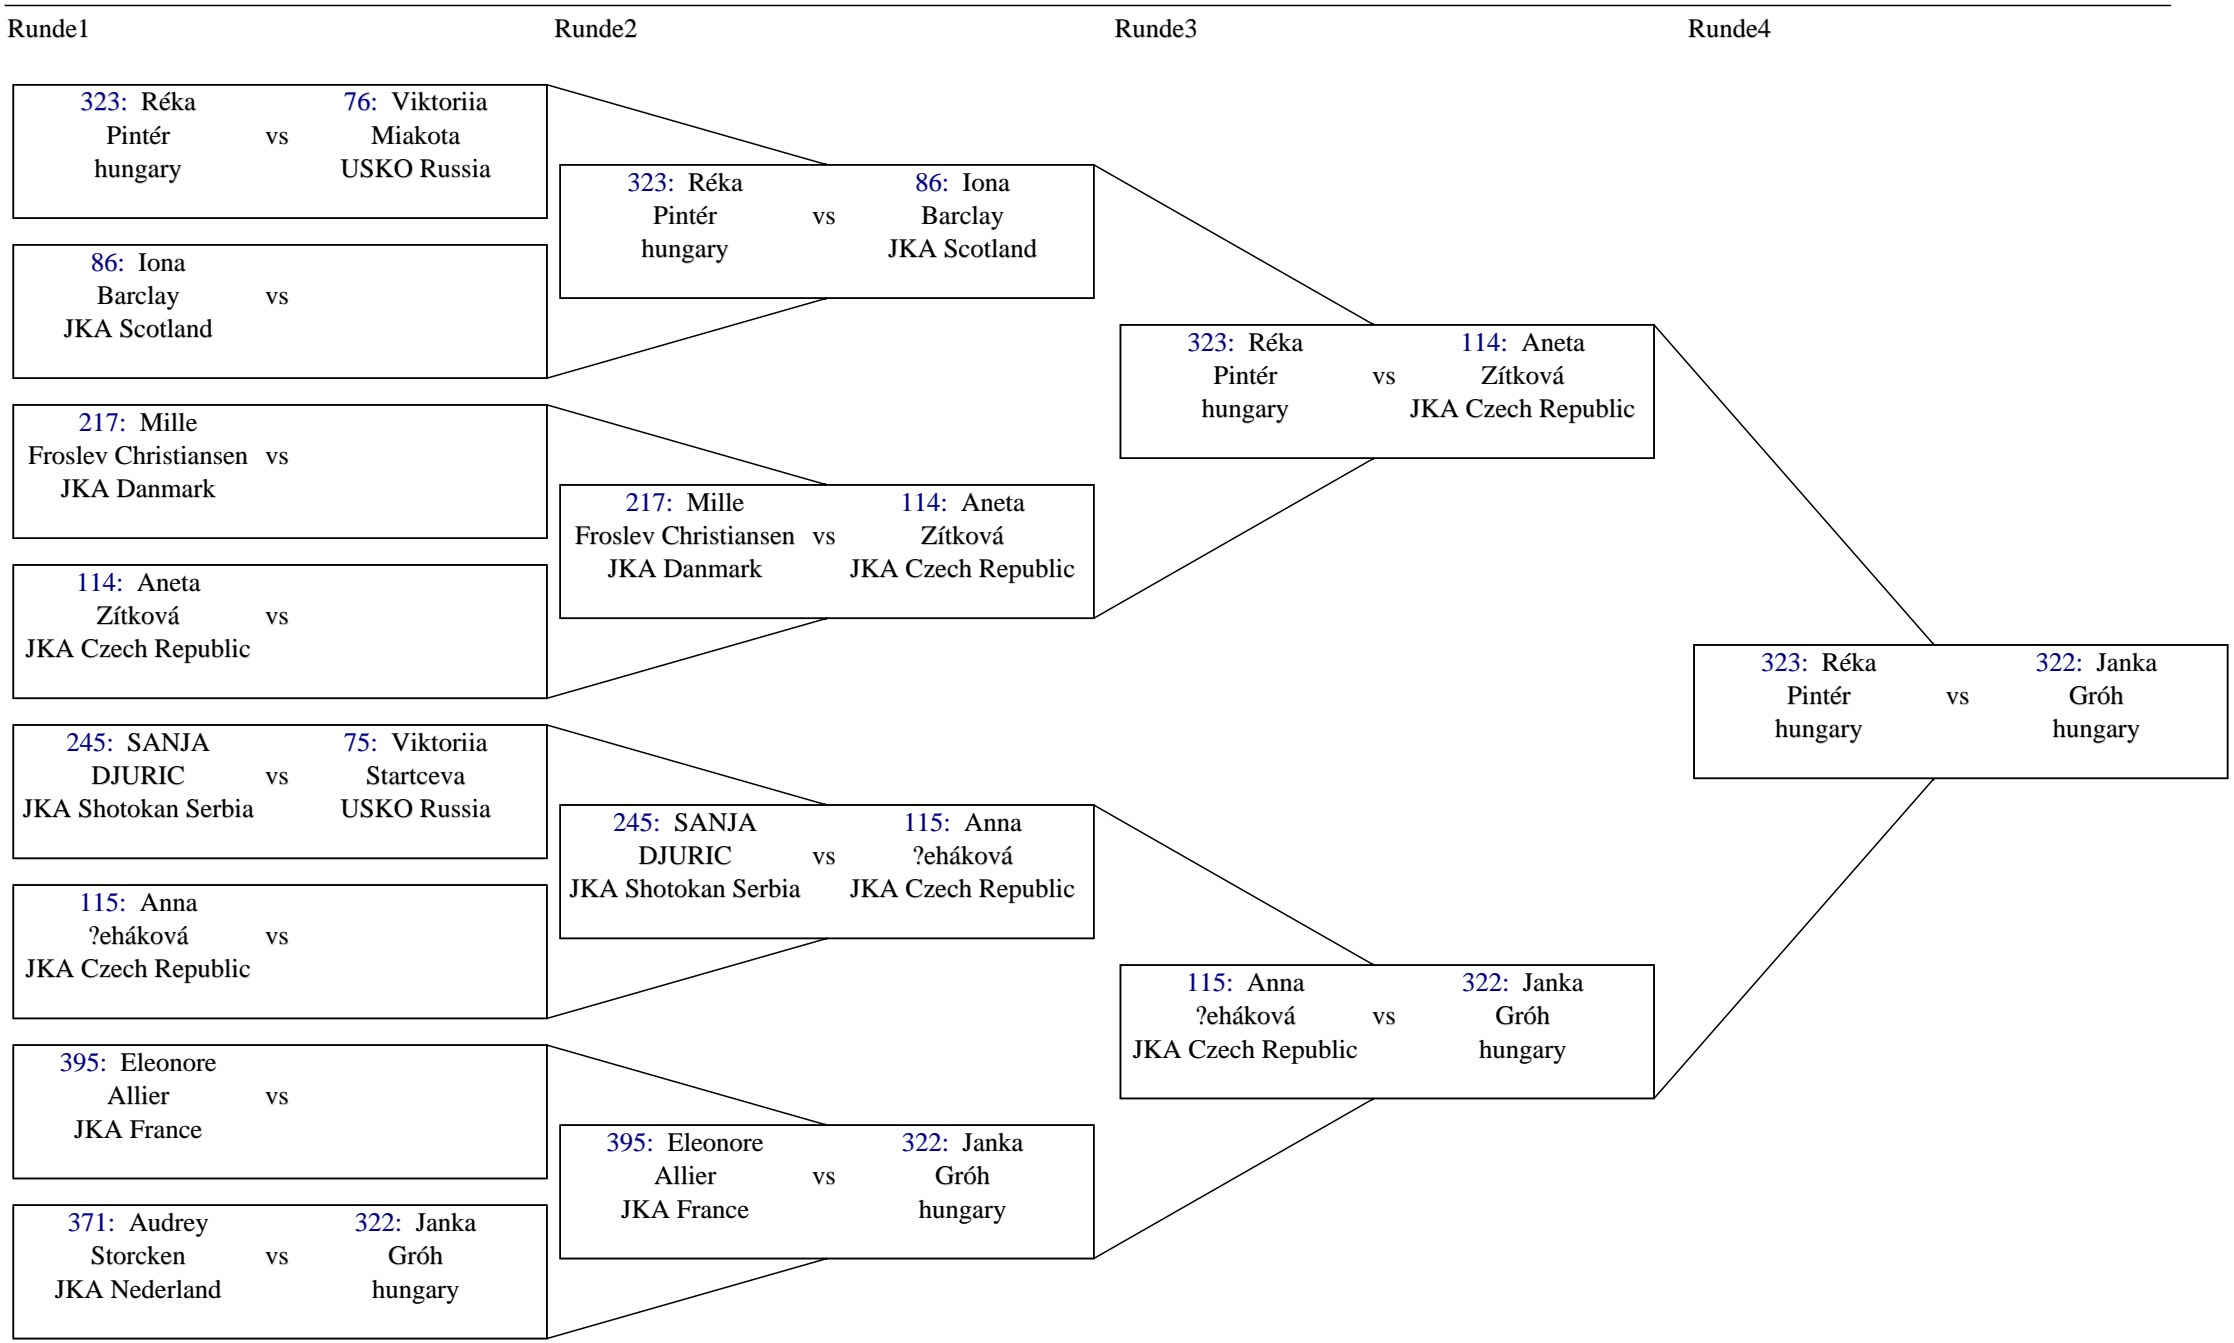 Runde1 Runde2 Runde3 Runde4
323: Réka 76: Viktoriia
Pintér vs Miakota
hungary USKO Russia
86: Iona
Barclay vs
JKA Scotland
217: Mille
Froslev Christiansen vs
JKA Danmark
114: Aneta
Zítková vs
JKA Czech Republic
245: SANJA 75: Viktoriia
DJURIC vs Startceva
JKA Shotokan Serbia USKO Russia
115: Anna
?eháková vs
JKA Czech Republic
395: Eleonore
Allier vs
JKA France
371: Audrey 322: Janka
Storcken vs Gróh
JKA Nederland hungary
323: Réka 86: Iona
Pintér vs Barclay
hungary JKA Scotland
217: Mille 114: Aneta
Froslev Christiansen vs Zítková
JKA Danmark JKA Czech Republic
245: SANJA 115: Anna
DJURIC vs ?eháková
JKA Shotokan Serbia JKA Czech Republic
395: Eleonore 322: Janka
Allier vs Gróh
JKA France hungary
323: Réka 114: Aneta
Pintér vs Zítková
hungary JKA Czech Republic
115: Anna 322: Janka
?eháková vs Gróh
JKA Czech Republic hungary
323: Réka 322: Janka
Pintér vs Gróh
hungary hungary